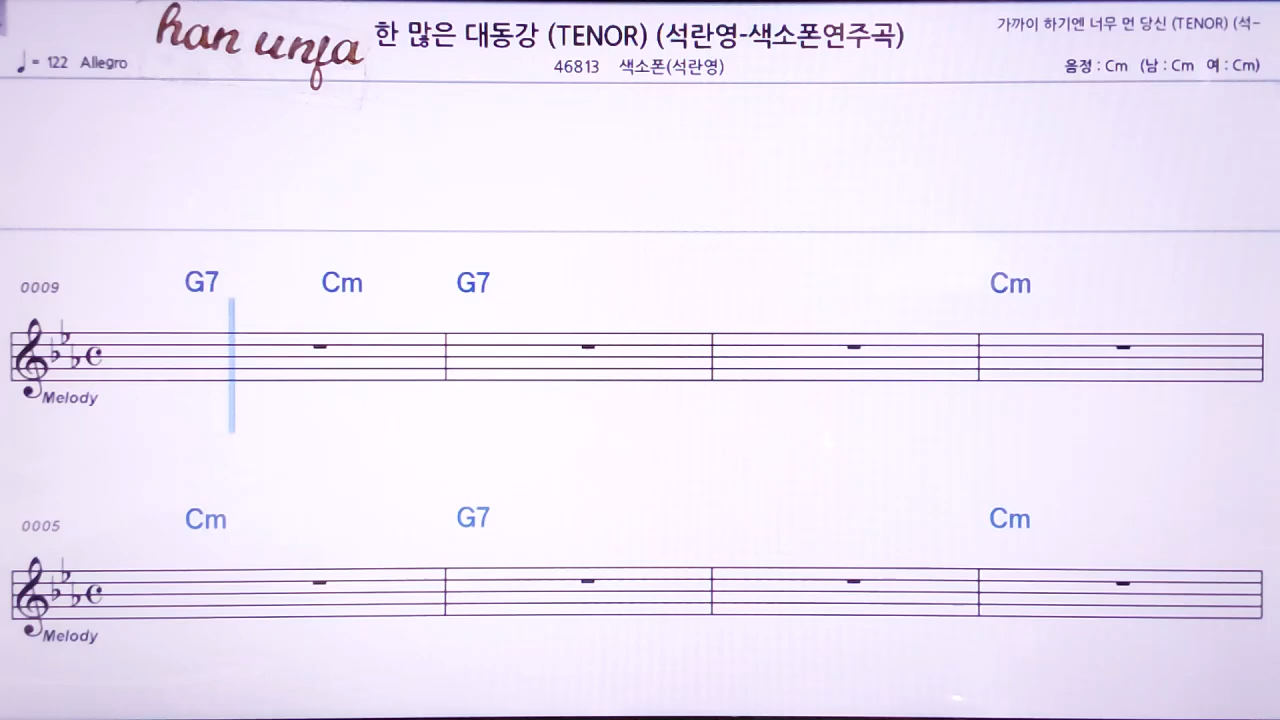 han unfa
한 많은 대동강 (TENOR) (석란영-색소폰연주곡)
가까이 하기엔 너무 먼 당신 (TENOR) (석-
♩= 122 Allegro
46813 색소폰(석란영)
음정 : Cm (남 : Cm 여 : Cm)
0009 G7 Cm G7 Cm
Melody
0005 Cm G7 Cm
Melody